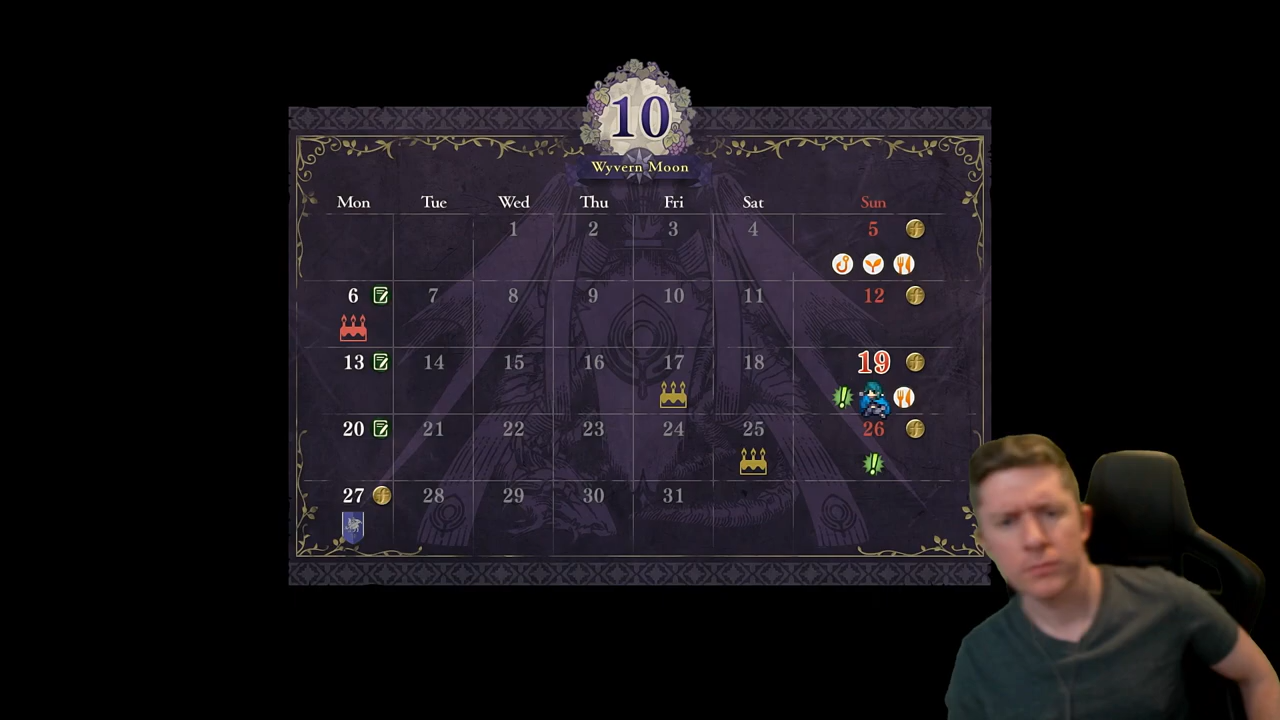 10
Wyvern Moon
Mon Tue Wed Thu Fri Sat Sun
1 2 3 4 5
6 7 8 9 10 11 12
13 14 15 16 17 18 19
20 21 22 23 24 25 26
27 28 29 30 31